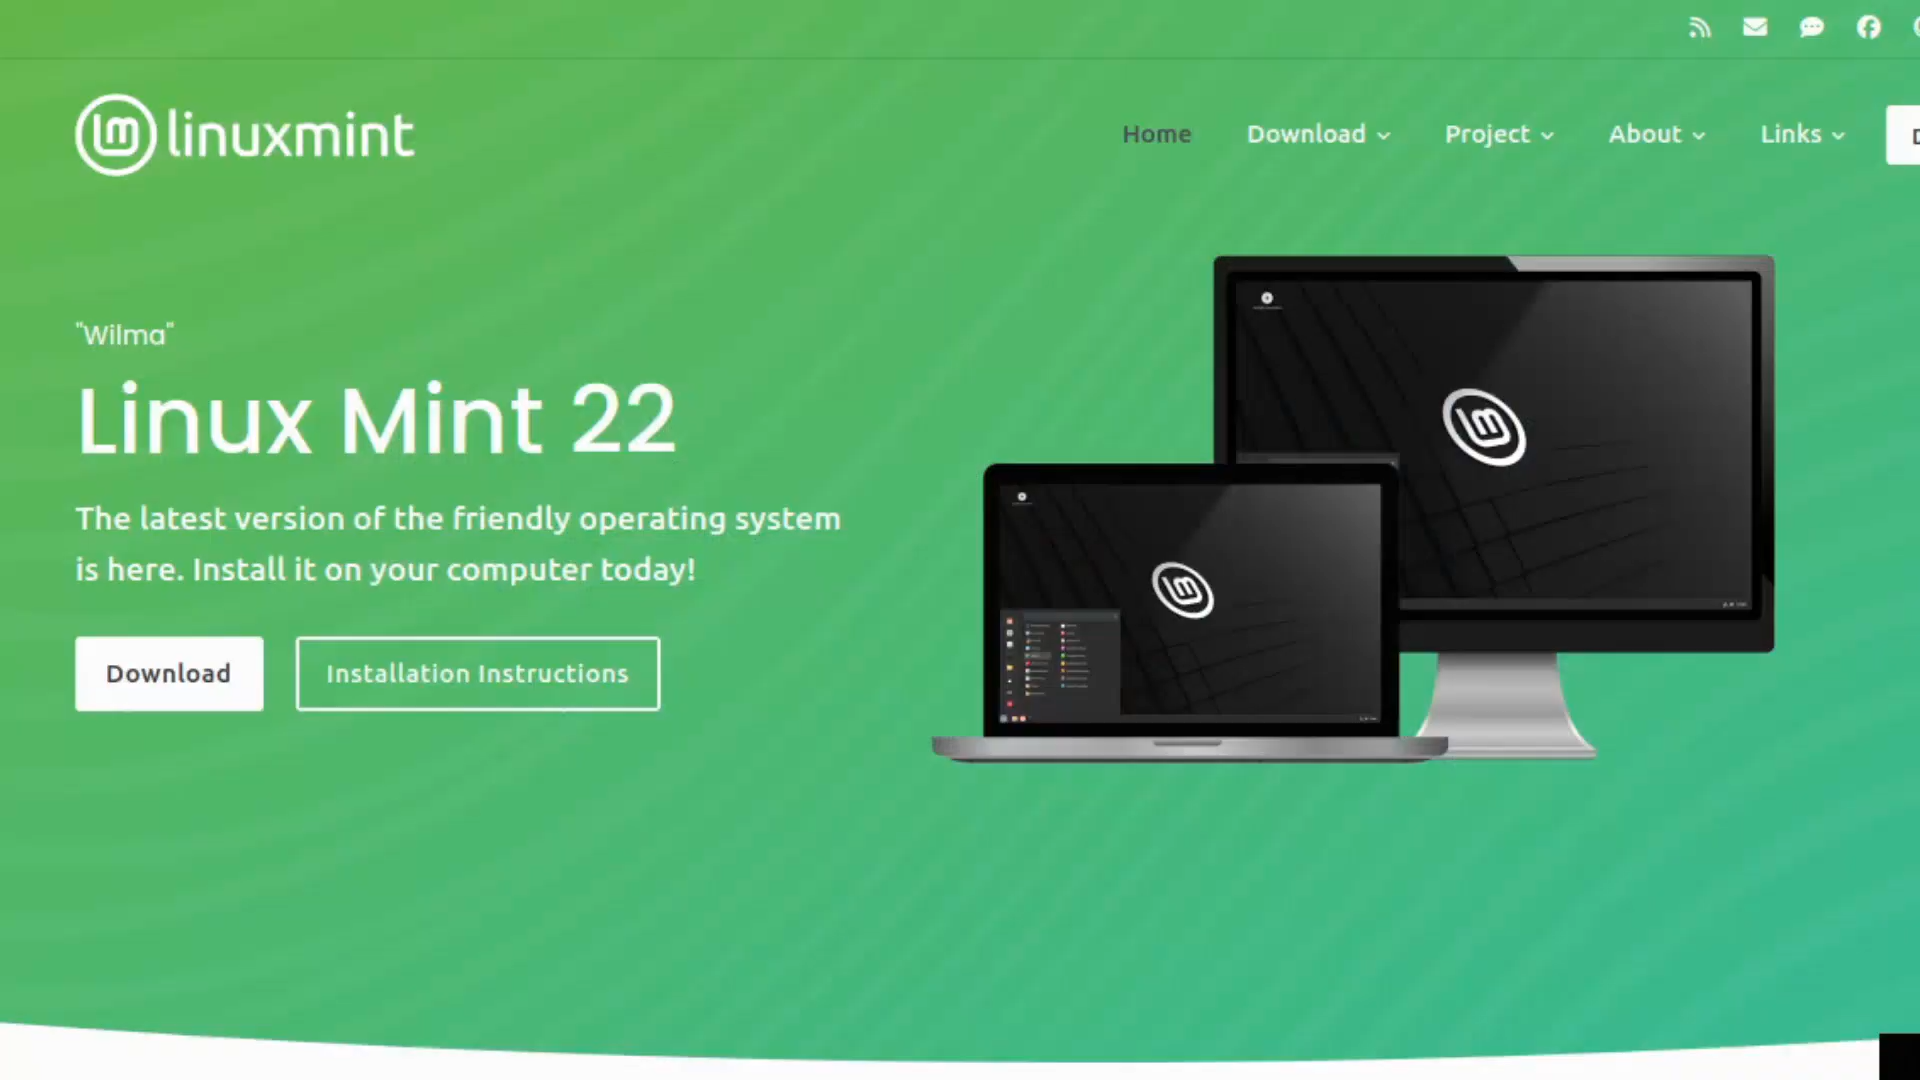 linuxmint
Home Download Project About Links
"Wilma"
Linux Mint 22
The latest version of the friendly operating system
is here. Install it on your computer today!
Download Installation Instructions